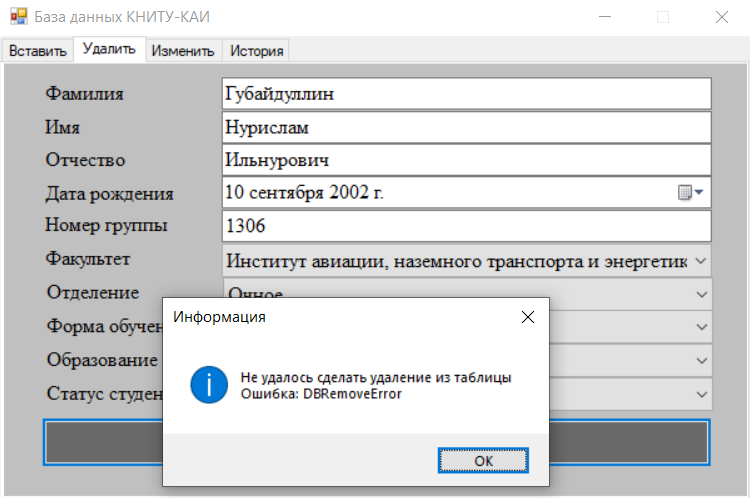 База данных КНИТУ-КАИ
Вставить Удалить Изменить История
Фамилия Губайдуллин
Имя Нурислам
Отчество Ильнурович
Дата рождения 10 сентября 2002 г.
Номер группы 1306
Факультет Институт авиации, наземного транспорта и энергетик
Отделение Очное
Форма обучен
Образование
Статус студен
Информация
Не удалось сделать удаление из таблицы
Ошибка: DBRemoveError
OK